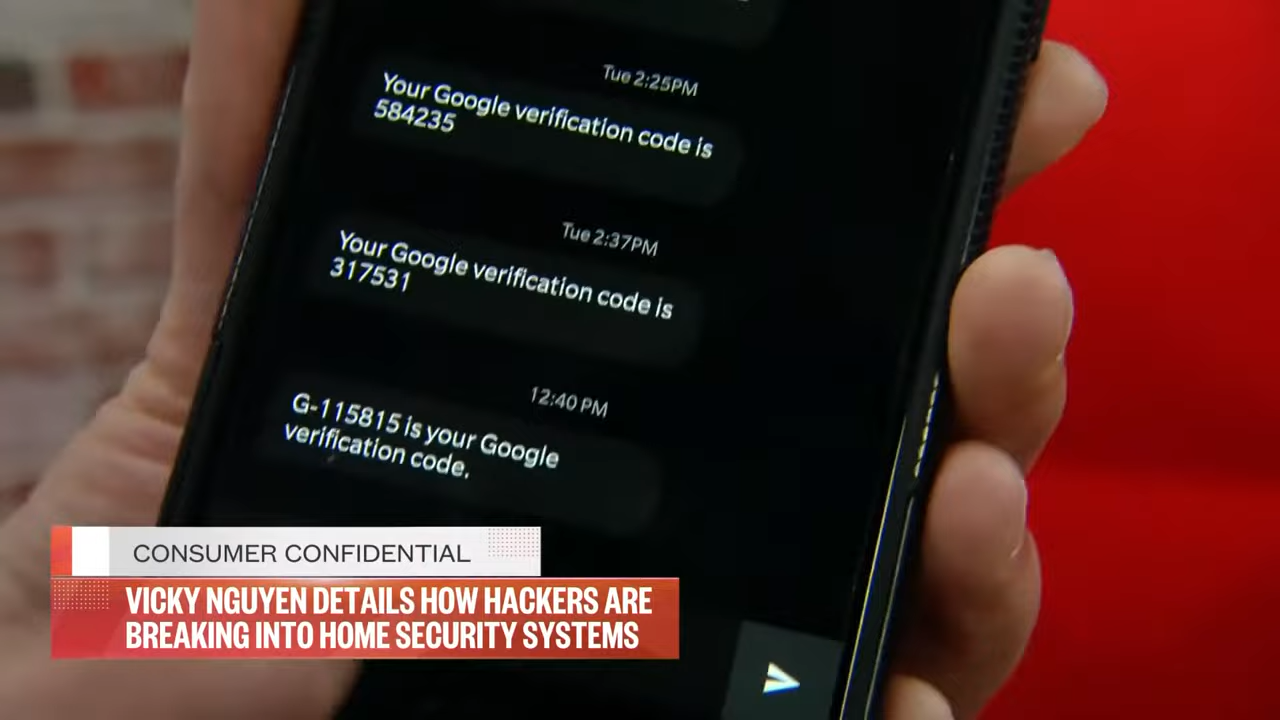 Tue 2:25PM
Your Google verification code is
584235
Tue 2:37PM
Your Google verification code is
317531
12:40 PM
G-115815 is your Google
verification code.
CONSUMER CONFIDENTIAL
VICKY NGUYEN DETAILS HOW HACKERS ARE
BREAKING INTO HOME SECURITY SYSTEMS